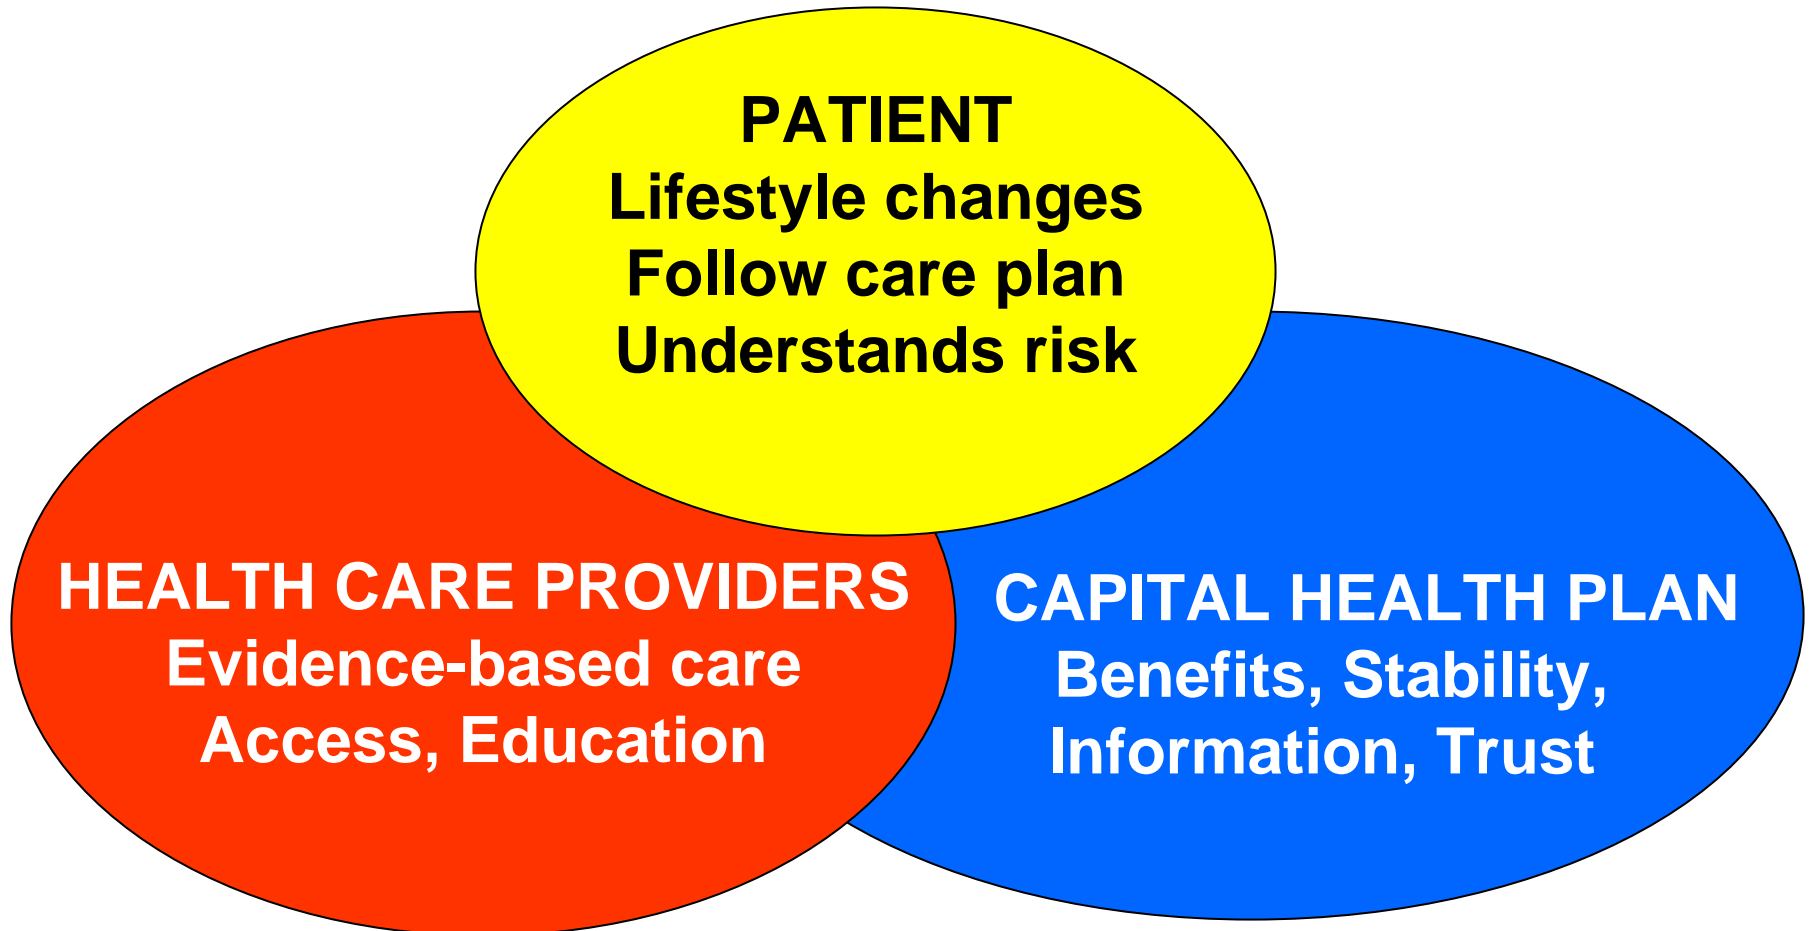 PATIENT
Lifestyle changes
Follow care plan
Understands risk
HEALTH CARE PROVIDERS
Evidence-based care
Access, Education
CAPITAL HEALTH PLAN
Benefits, Stability,
Information, Trust